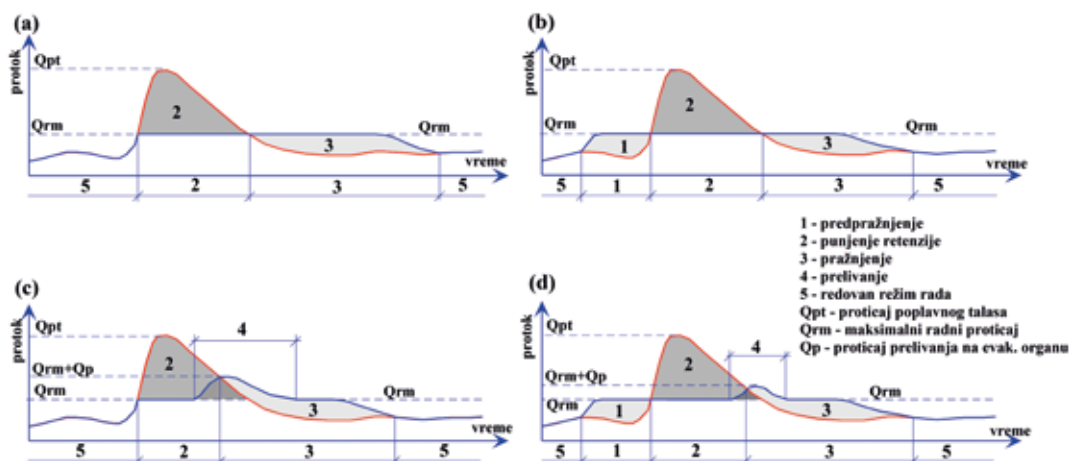 (a)
protok
Qpt
2
Qrm
Qrm
3
vreme
5
2
3
5
(b)
protok
Qpt
2
Qrm
Qrm
1
3
vreme
5
1
2
3
5
1 - predpražnjenje
2 - punjenje retenzije
3 - pražnjenje
4 - prelivanje
5 - redovan režim rada
Qpt - proticaj poplavnog talasa
Qrm - maksimalni radni proticaj
Qp - proticaj prelivanja na evak. organu
(c)
protok
Qpt
4
2
Qrm+Qp
Qrm
Qrm
3
vreme
5
2
3
5
(d)
protok
Qpt
4
2
Qrm+Qp
Qrm
Qrm
1
3
vreme
5
1
2
3
5